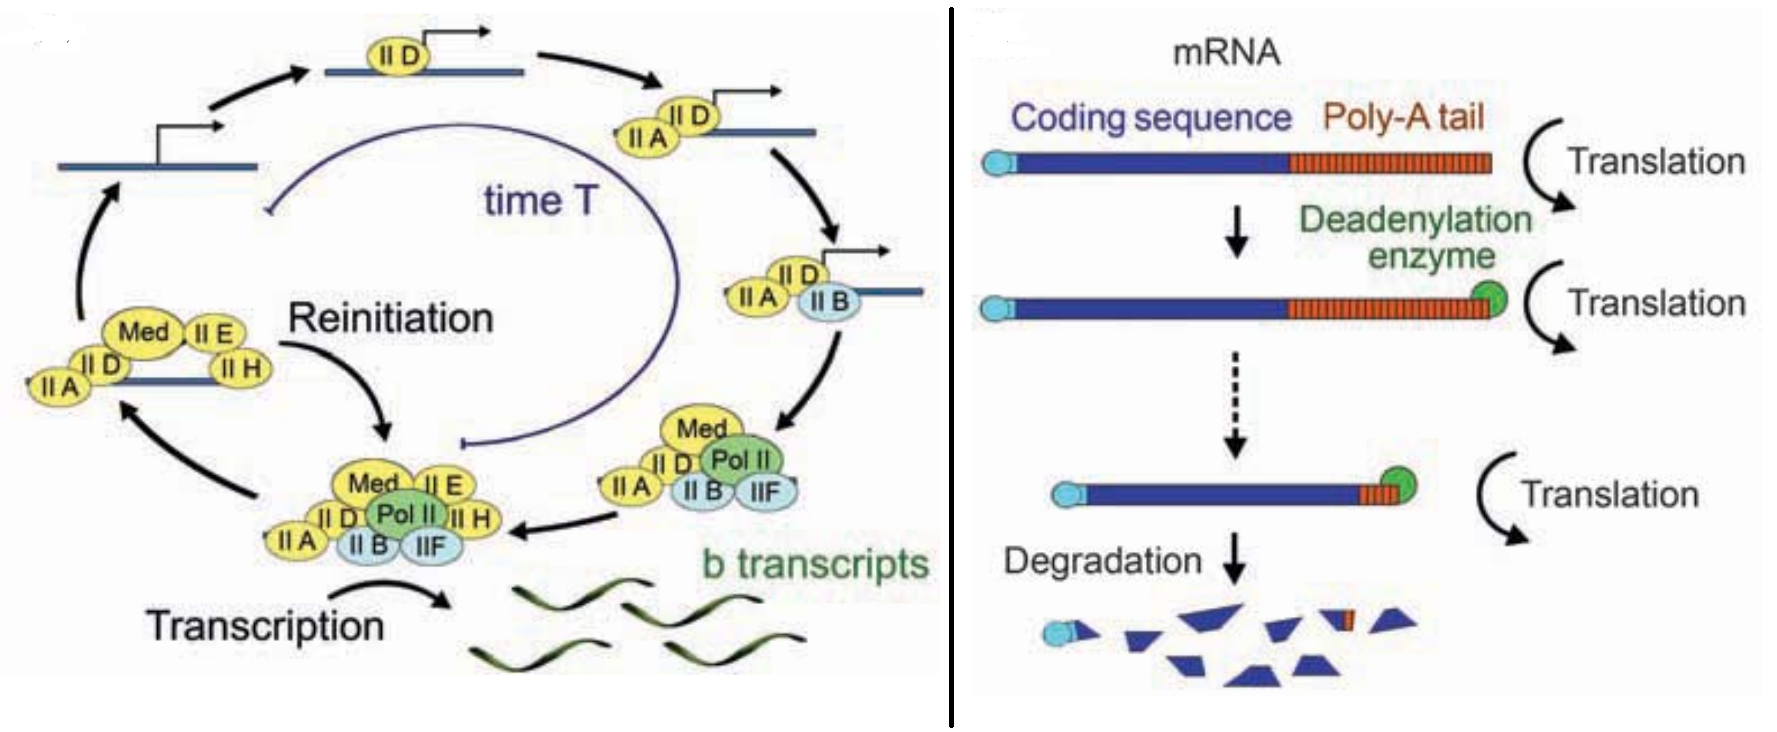 II D
II D
II A
time T
II D
II A
II B
Reinitiation
Med
II E
II D
II H
II A
Med
Pol II
II D
II A
II B
IIF
Med
II E
II D
Pol II
II H
II A
II B
IIF
b transcripts
Transcription
mRNA
Coding sequence
Poly-A tail
Translation
Deadenylation
enzyme
Translation
Translation
Degradation